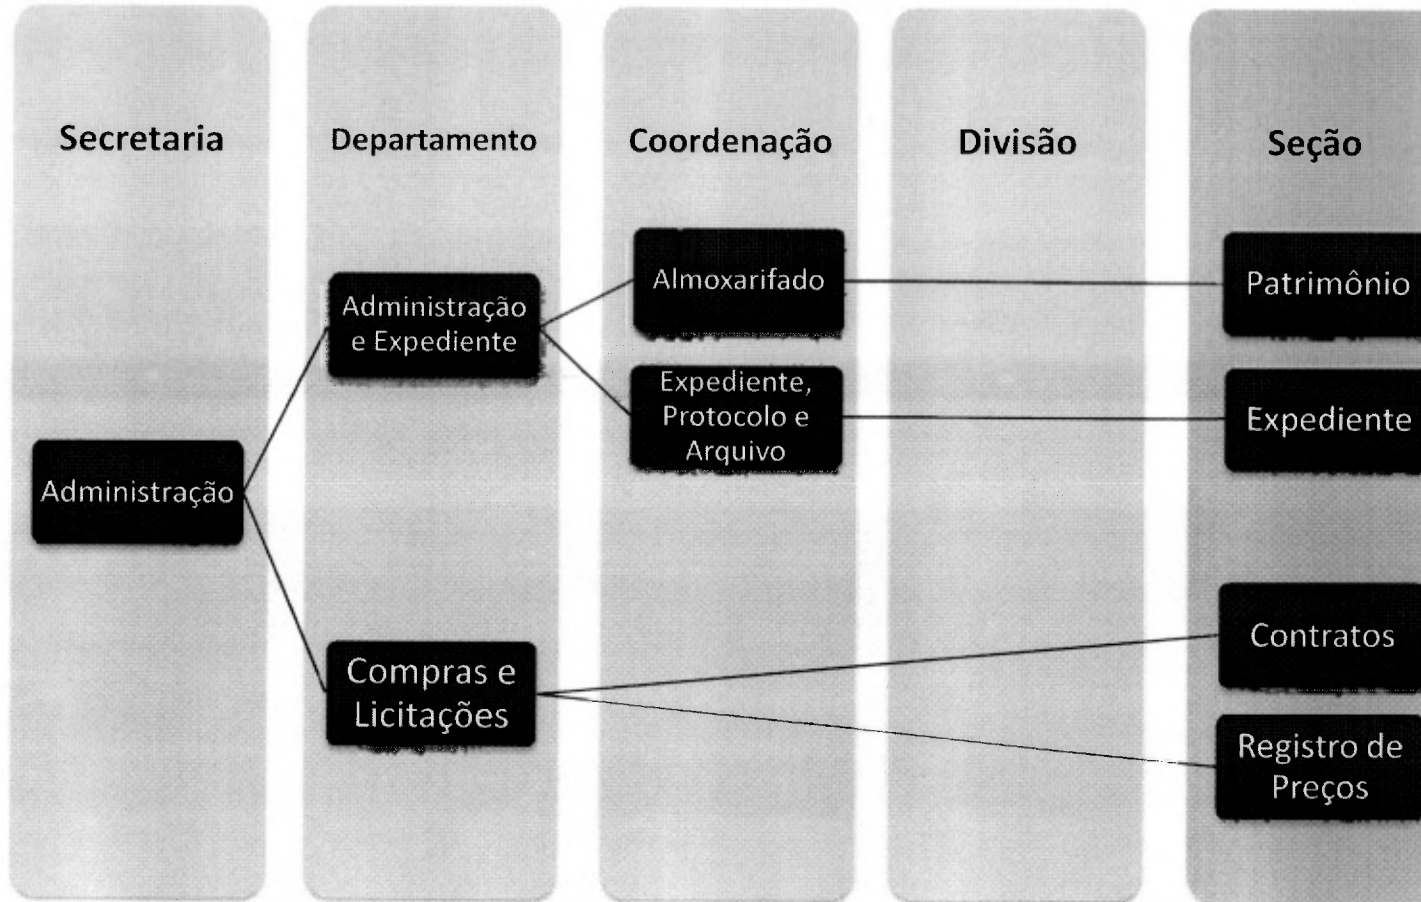 Secretaria
Departamento
Coordenação
Divisão
Seção
Administração
Administração
e Expediente
Compras e
Licitações
Almoxarifado
Expediente,
Protocolo e
Arquivo
Patrimônio
Expediente
Contratos
Registro de
Preços